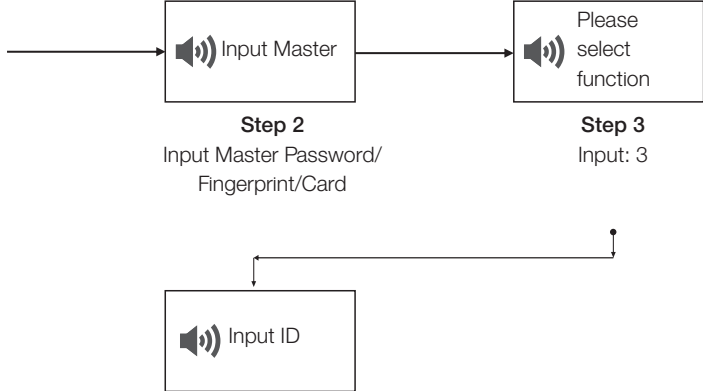 Input Master
Please
select
function
Step 2
Input Master Password/
Fingerprint/Card
Step 3
Input: 3
Input ID